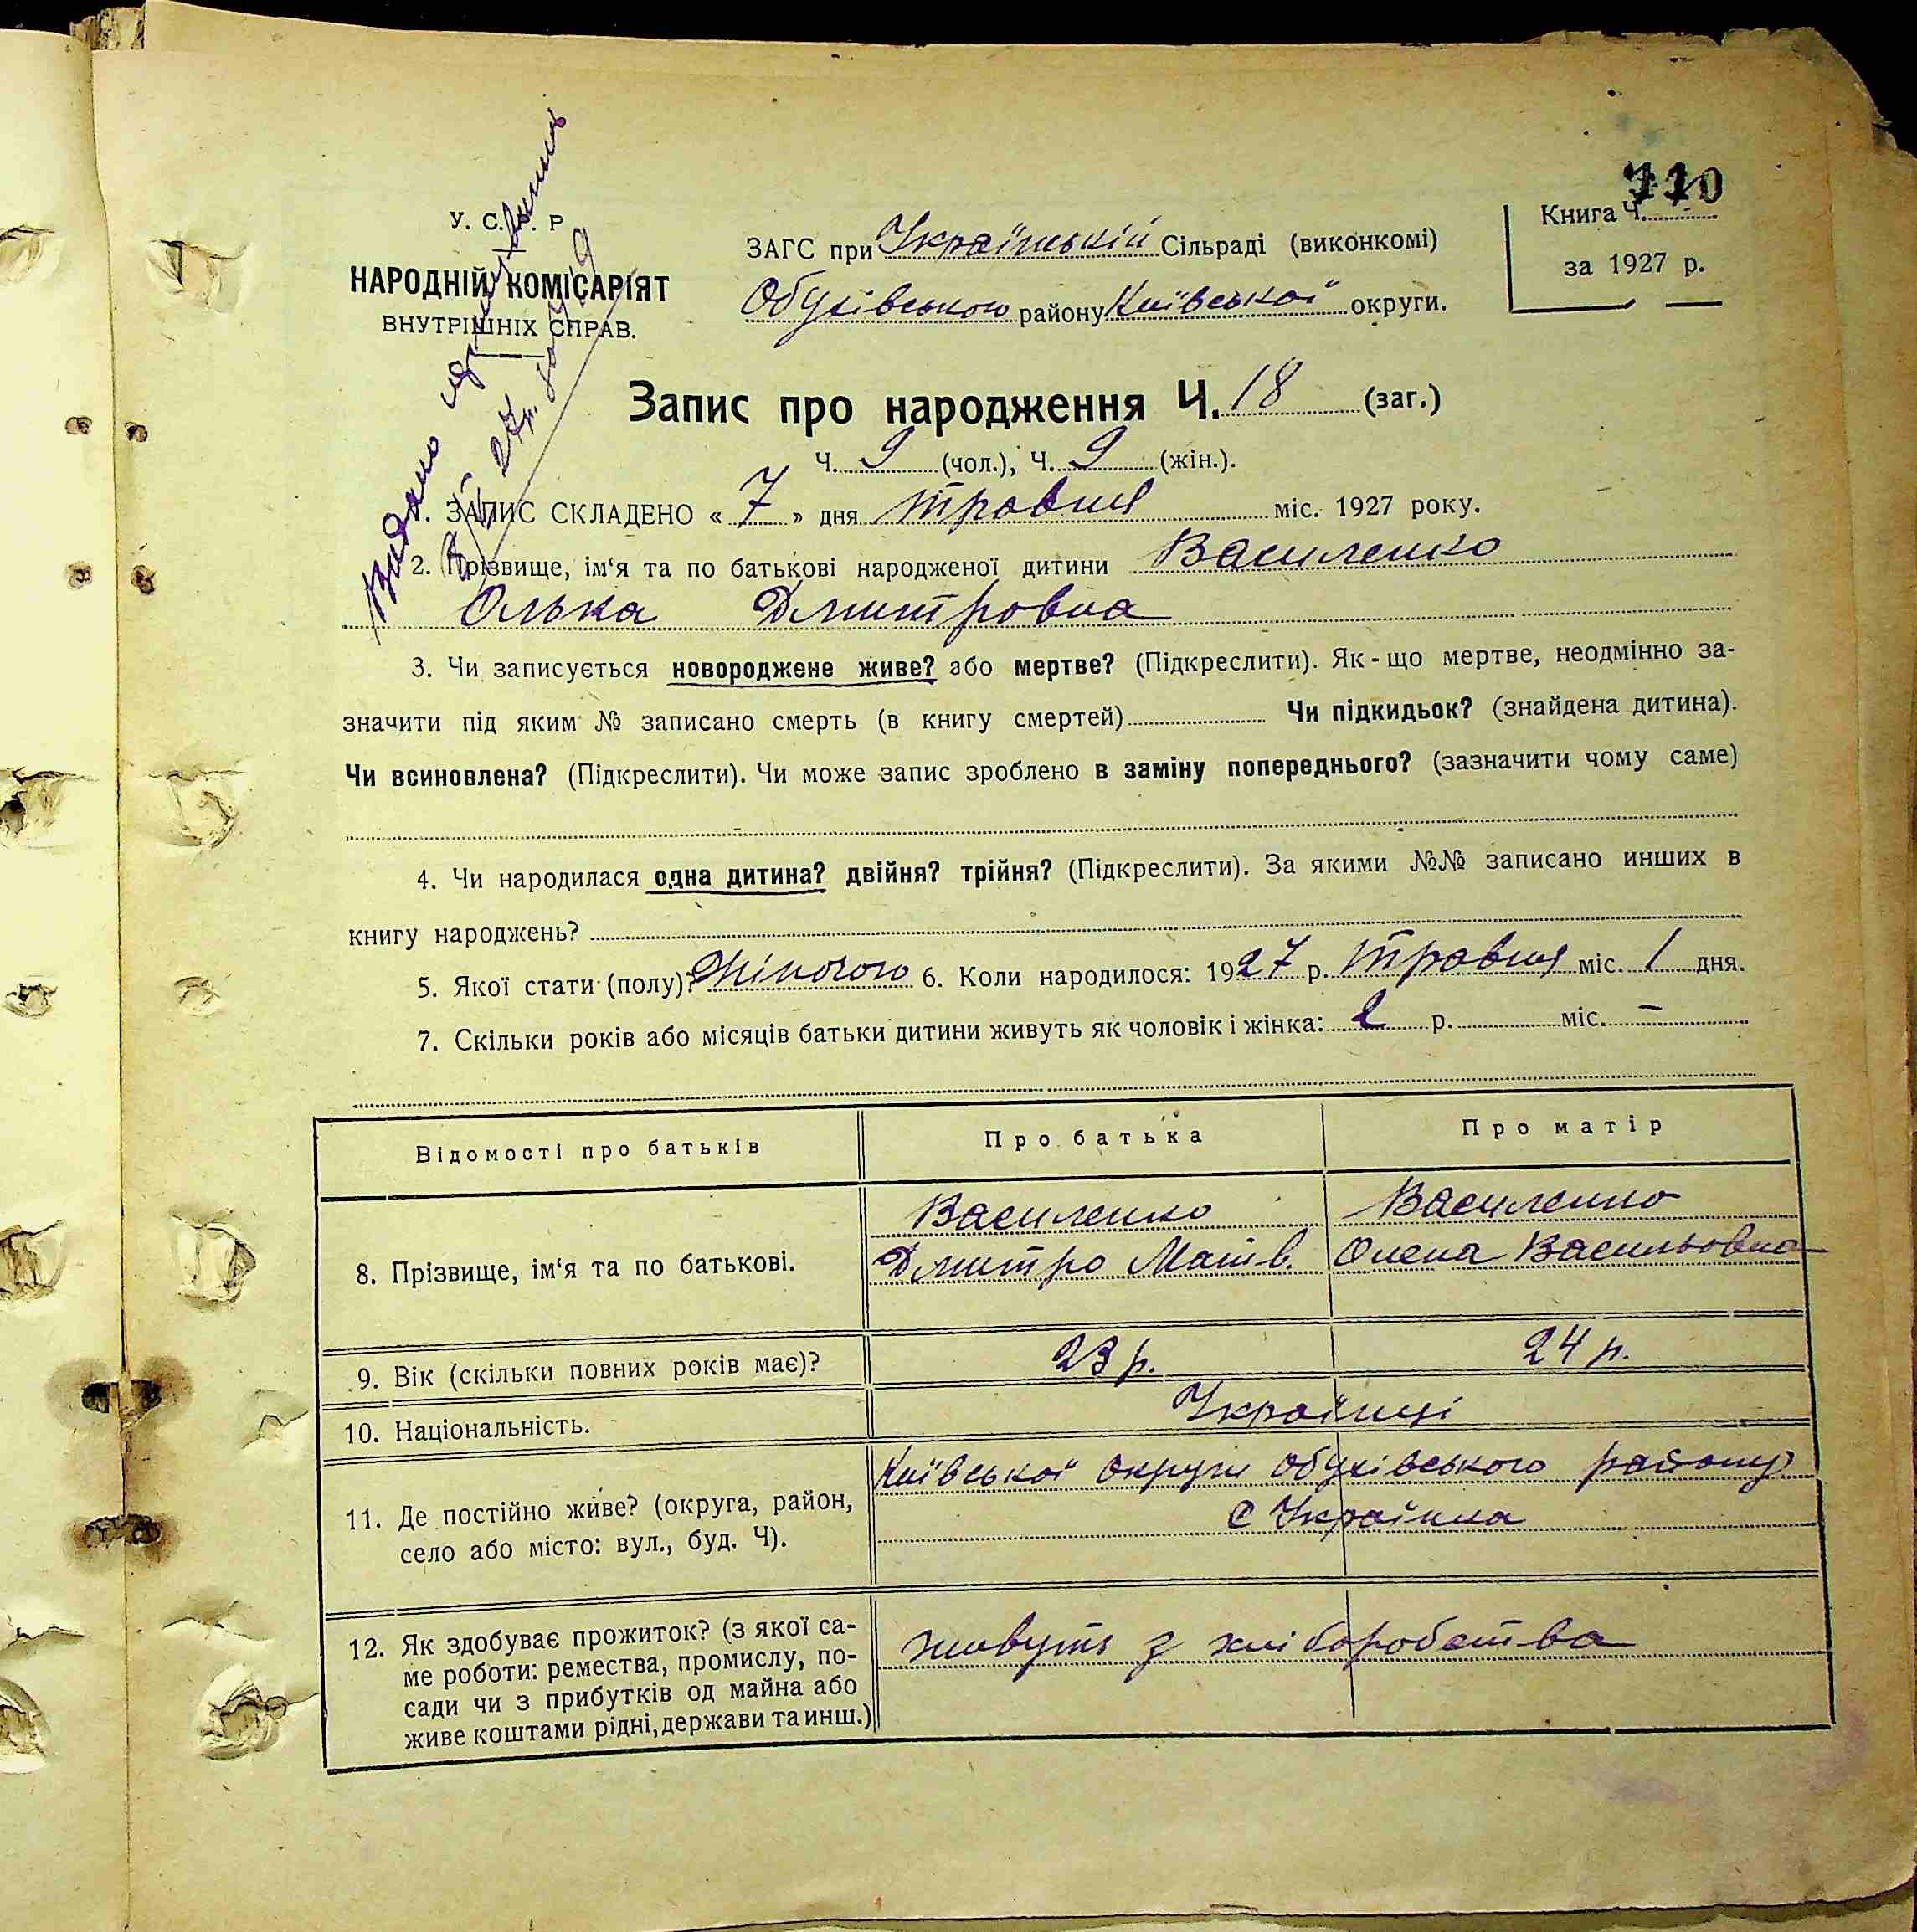 У. С. Р Р
НАРОДНІЙ КОМІСАРІЯТ
ВНУТРІШНІХ СПРАВ.
ЗАГС при Українській Сільраді (виконкомі)
Обухівського району Київської округи.
110
Книга Ч.
за 1927 р.
Видано
Запис про народження Ч. 18 (заг.)
Ч. 9 (чол.), Ч. 9 (жін.).
1. ЗАПИС СКЛАДЕНО « 7 » дня травня міс. 1927 року.
2. Прізвище, ім‘я та по батькові народженої дитини Василенко
Олька Дмитровна
3. Чи записується новороджене живе? або мертве? (Підкреслити). Як-що мертве, неодмінно за-
значити під яким № записано смерть (в книгу смертей) Чи підкидьок? (знайдена дитина).
Чи всиновлена? (Підкреслити). Чи може запис зроблено в заміну попереднього? (зазначити чому саме)
4. Чи народилася одна дитина? двійня? трійня? (Підкреслити). За якими №№ записано инших в
книгу народжень?
5. Якої стати (полу)? Жіночого 6. Коли народилося: 1927 р. травня міс. 1 дня.
7. Скільки років або місяців батьки дитини живуть як чоловік і жінка: 2 р. міс. –
Відомості про батьків Про батька Про матір
Василенко Василенко
8. Прізвище, ім‘я та по батькові. Дмитро Матв. Олена Васильовна
9. Вік (скільки повних років має)? 23 р. 24 р.
10. Національність. Українці
11. Де постійно живе? (округа, район, Київської округи Обухівського району
село або місто: вул., буд. Ч). с Українка
12. Як здобуває прожиток? (з якої са- живуть з хліборобства
ме роботи: ремества, промислу, по-
сади чи з прибутків од майна або
живе коштами рідні, держави та инш.)